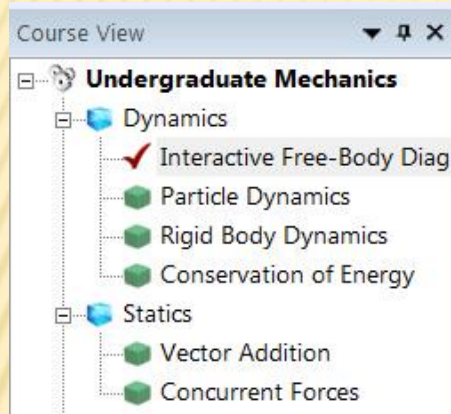 Course View
Undergraduate Mechanics
Dynamics
Interactive Free-Body Diag
Particle Dynamics
Rigid Body Dynamics
Conservation of Energy
Statics
Vector Addition
Concurrent Forces